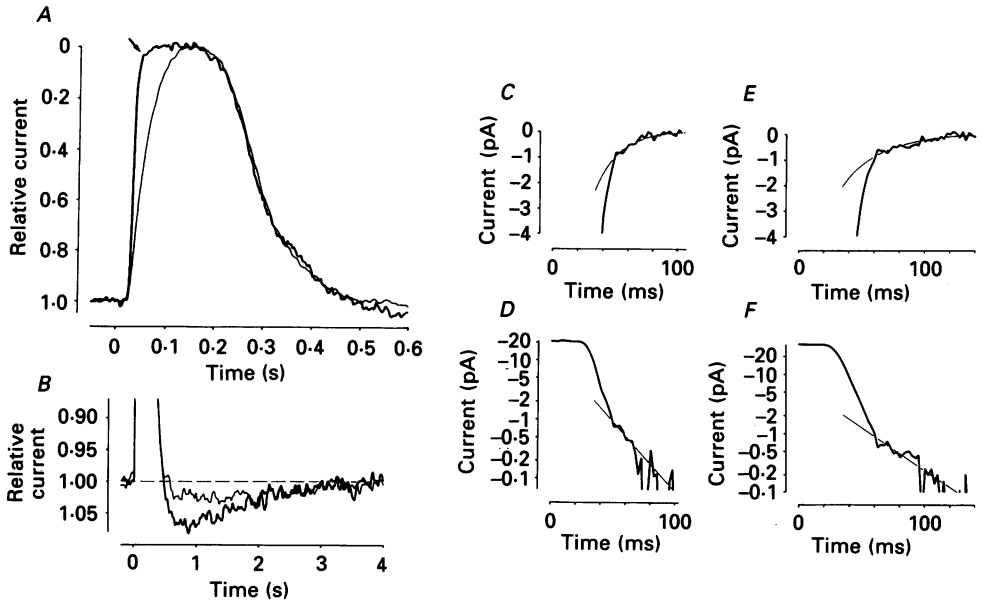 A
Relative current
0
0·2
0·4
0·6
0·8
1·0
0 0·1 0·2 0·3 0·4 0·5 0·6
Time (s)
B
Relative
current
0·90
0·95
1·00
1·05
0 1 2 3 4
Time (s)
C
Current (pA)
0
−1
−2
−3
−4
0 100
Time (ms)
D
Current (pA)
−20
−10
−5
−2
−1
−0·5
−0·2
−0·1
0 100
Time (ms)
E
Current (pA)
0
−1
−2
−3
−4
0 100
Time (ms)
F
Current (pA)
−20
−10
−5
−2
−1
−0·5
−0·2
−0·1
0 100
Time (ms)